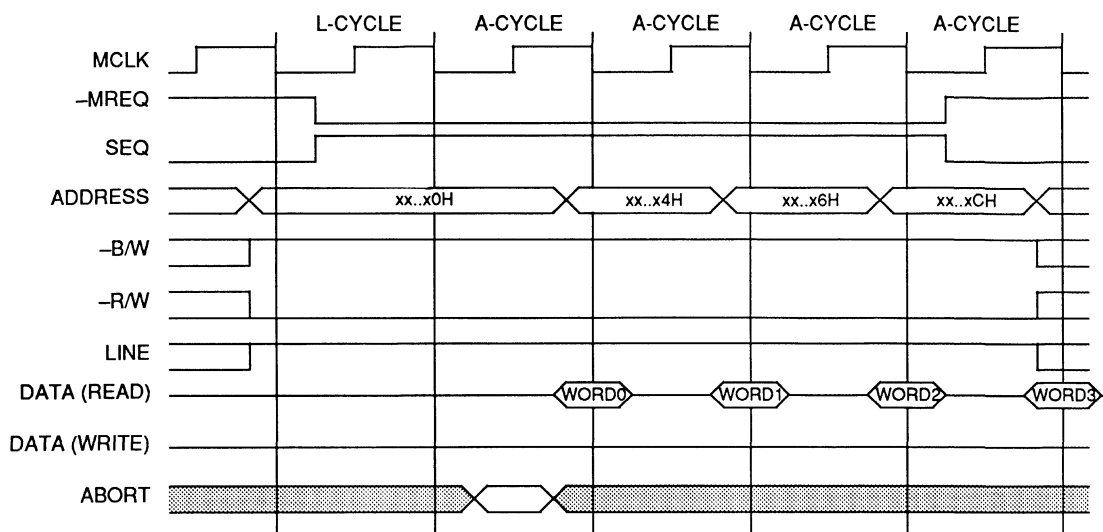 L-CYCLE A-CYCLE A-CYCLE A-CYCLE A-CYCLE
MCLK
–MREQ
SEQ
ADDRESS xx..x0H xx..x4H xx..x6H xx..xCH
–B/W
–R/W
LINE
DATA (READ) WORD0 WORD1 WORD2 WORD3
DATA (WRITE)
ABORT